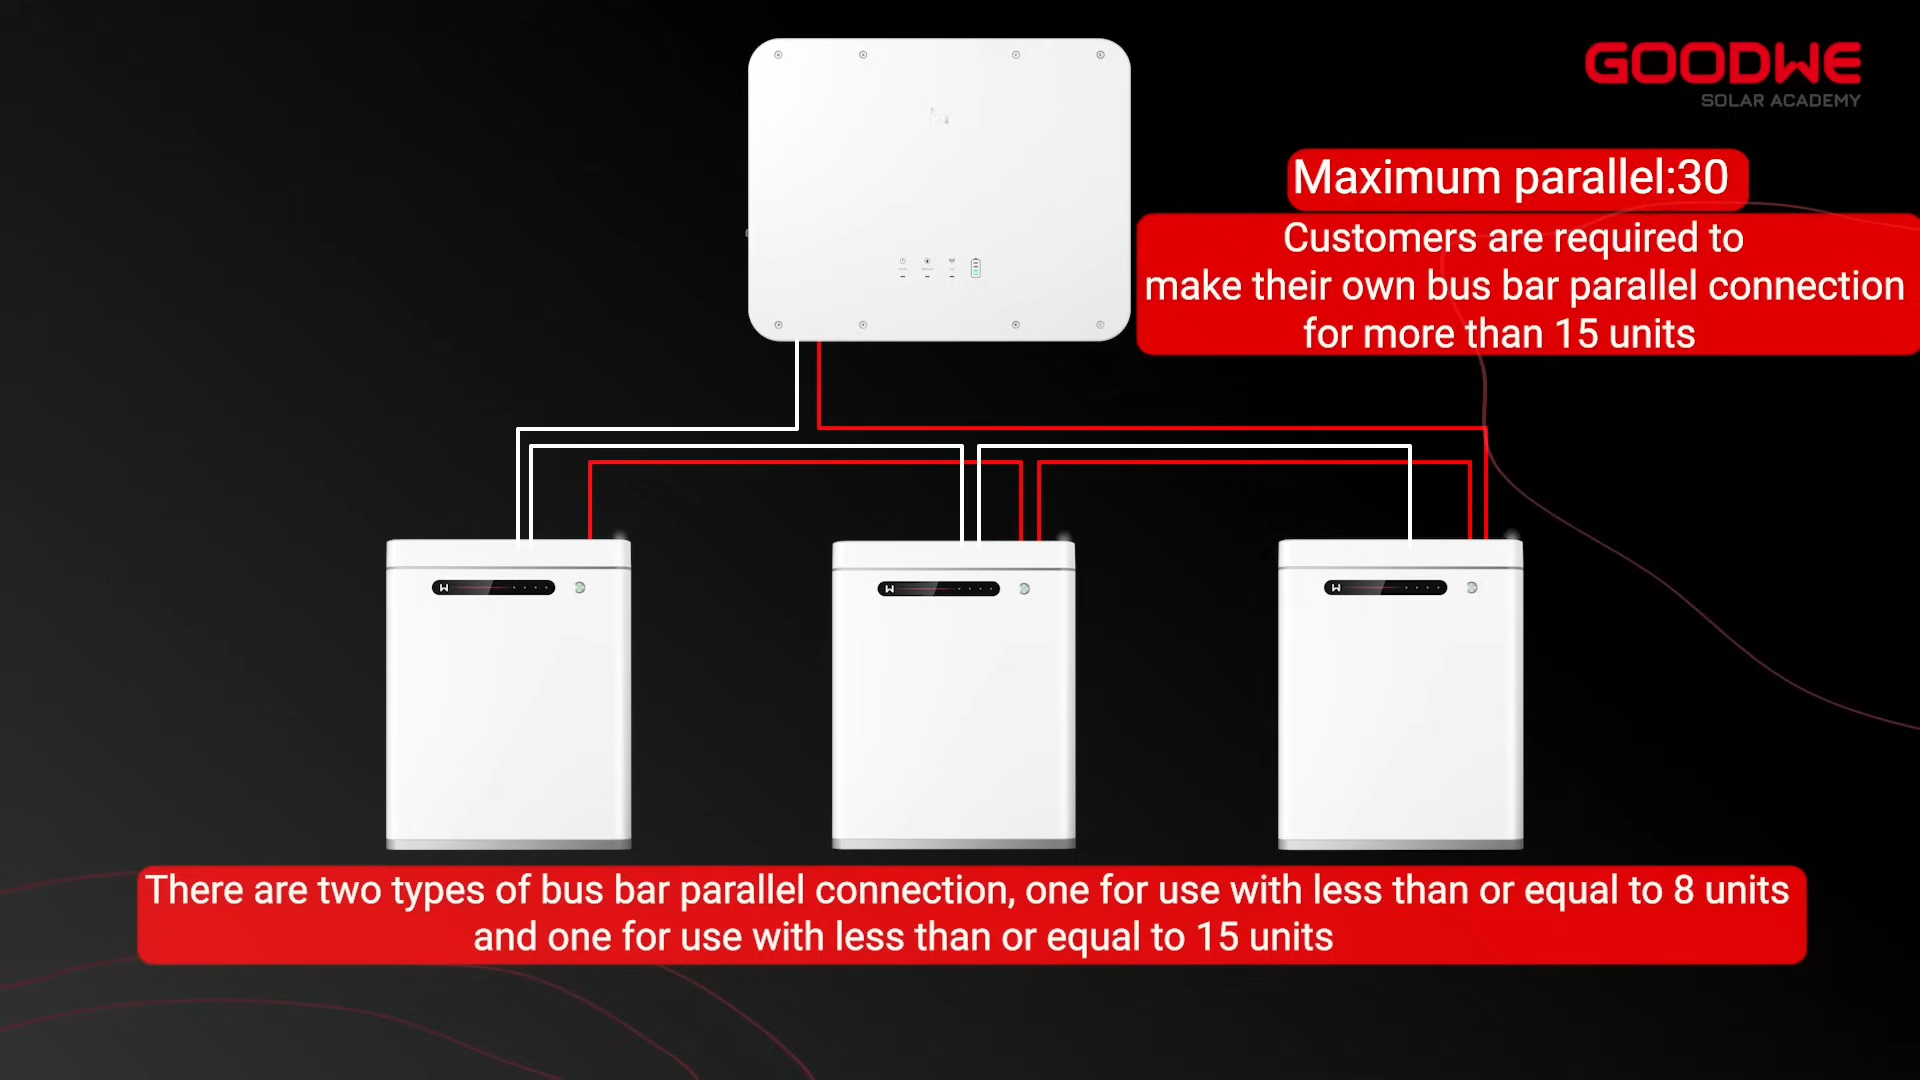 GOODWE
SOLAR ACADEMY
Maximum parallel:30
Customers are required to
make their own bus bar parallel connection
for more than 15 units
There are two types of bus bar parallel connection, one for use with less than or equal to 8 units
and one for use with less than or equal to 15 units